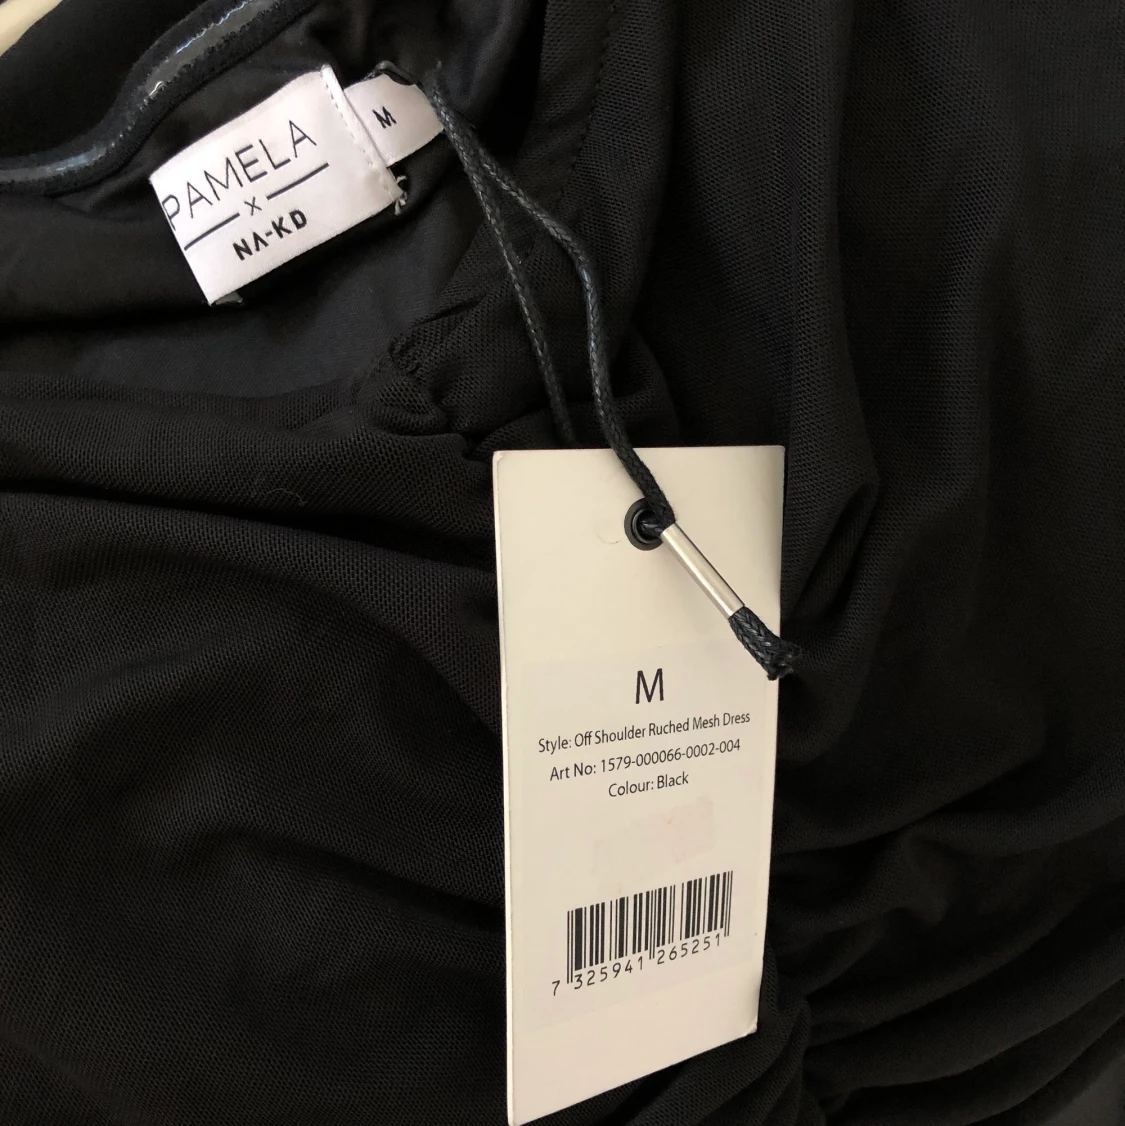 PAMELA
x
NA-KD
M
M
Style: Off Shoulder Ruched Mesh Dress
Art No: 1579-000066-0002-004
Colour: Black
7 325941 265251